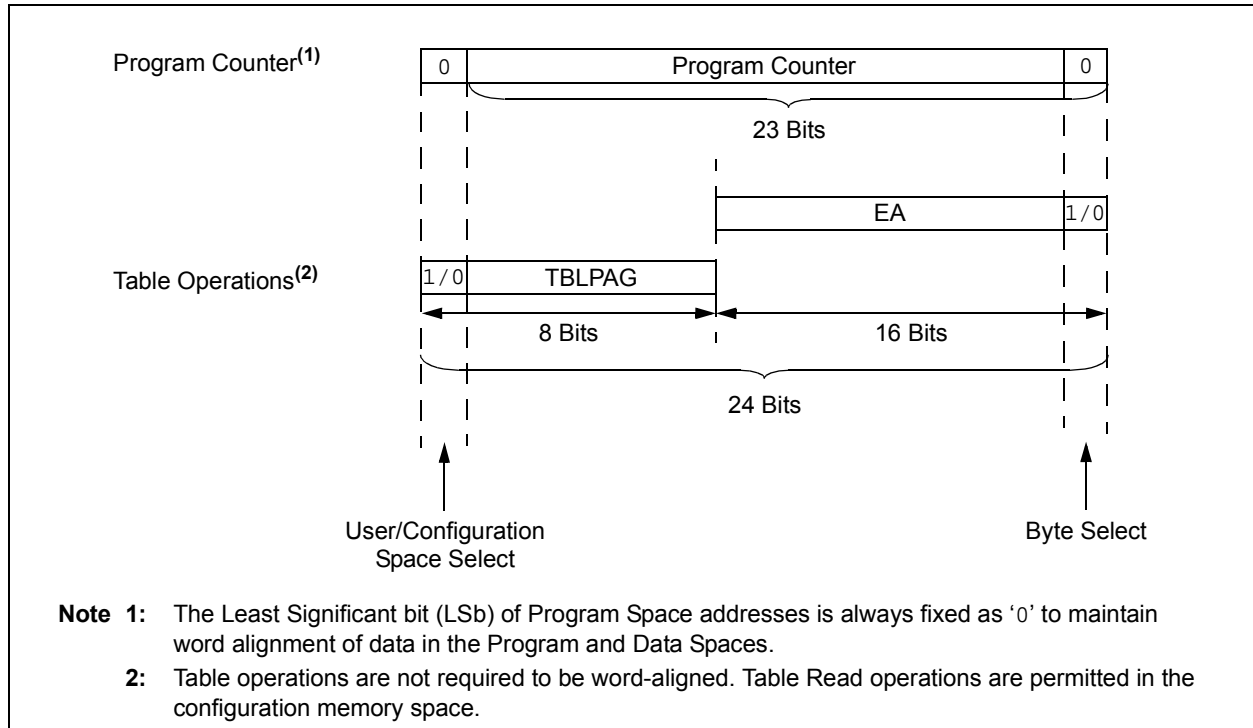 Program Counter(1)
0 Program Counter 0
23 Bits
EA 1/0
Table Operations(2)
1/0 TBLPAG
8 Bits 16 Bits
24 Bits
User/Configuration
Space Select
Byte Select
Note 1: The Least Significant bit (LSb) of Program Space addresses is always fixed as ‘0’ to maintain
word alignment of data in the Program and Data Spaces.
2: Table operations are not required to be word-aligned. Table Read operations are permitted in the
configuration memory space.